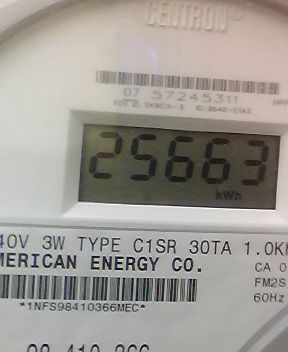 CENTRON®
07 57245311
25663
kWh
40V 3W TYPE C1SR 30TA 1.0K
MERICAN ENERGY CO.
CA 0
FM2S
60Hz
*1NFS98410366MEC*